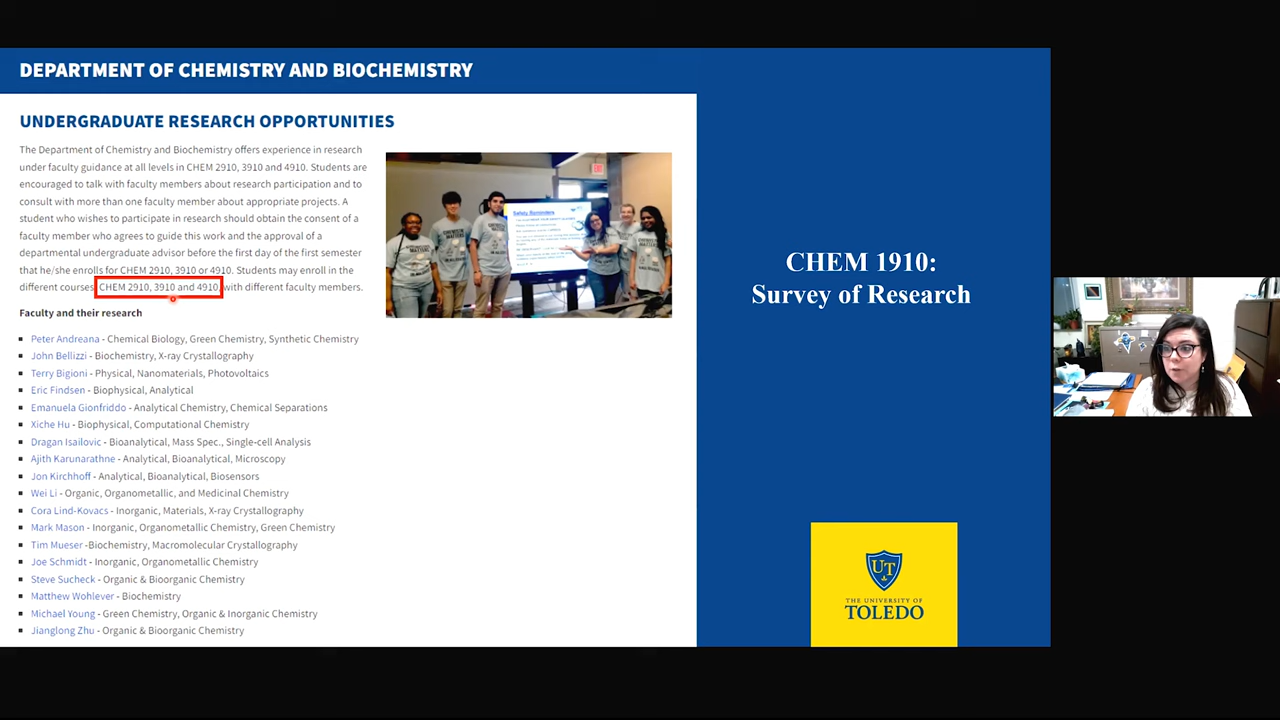 DEPARTMENT OF CHEMISTRY AND BIOCHEMISTRY
UNDERGRADUATE RESEARCH OPPORTUNITIES
The Department of Chemistry and Biochemistry offers experience in research
under faculty guidance at all levels in CHEM 2910, 3910 and 4910. Students are
encouraged to talk with faculty members about research participation and to
consult with more than one faculty member about appropriate projects. A
student who wishes to participate in research should obtain the consent of a
faculty member who agrees to guide this work and the approval of a
departmental undergraduate advisor before the first day of the first semester
that he/she enrolls for CHEM 2910, 3910 or 4910. Students may enroll in the
different courses, CHEM 2910, 3910 and 4910, with different faculty members.
Faculty and their research
Peter Andreana - Chemical Biology, Green Chemistry, Synthetic Chemistry
John Bellizzi - Biochemistry, X-ray Crystallography
Terry Bigioni - Physical, Nanomaterials, Photovoltaics
Eric Findsen - Biophysical, Analytical
Emanuela Gionfriddo - Analytical Chemistry, Chemical Separations
Xiche Hu - Biophysical, Computational Chemistry
Dragan Isailovic - Bioanalytical, Mass Spec., Single-cell Analysis
Ajith Karunarathne - Analytical, Bioanalytical, Microscopy
Jon Kirchhoff - Analytical, Bioanalytical, Biosensors
Wei Li - Organic, Organometallic, and Medicinal Chemistry
Cora Lind-Kovacs - Inorganic, Materials, X-ray Crystallography
Mark Mason - Inorganic, Organometallic Chemistry, Green Chemistry
Tim Mueser -Biochemistry, Macromolecular Crystallography
Joe Schmidt - Inorganic, Organometallic Chemistry
Steve Sucheck - Organic & Bioorganic Chemistry
Matthew Wohlever - Biochemistry
Michael Young - Green Chemistry, Organic & Inorganic Chemistry
Jianglong Zhu - Organic & Bioorganic Chemistry
Safety Reminders
EXIT
CHEM 1910:
Survey of Research
UT
THE UNIVERSITY OF
TOLEDO